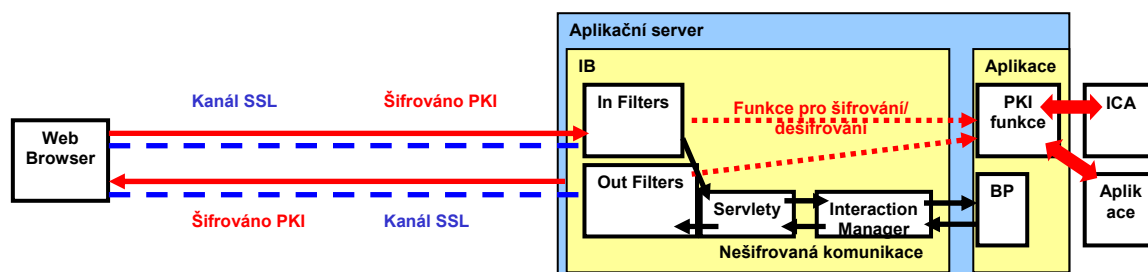 Aplikační server
IB
Aplikace
Kanál SSL
Šifrováno PKI
In Filters
Funkce pro šifrování/
dešifrování
PKI
funkce
ICA
Web
Browser
Out Filters
Servlety
Interaction
Manager
BP
Aplik
ace
Šifrováno PKI
Kanál SSL
Nešifrovaná komunikace